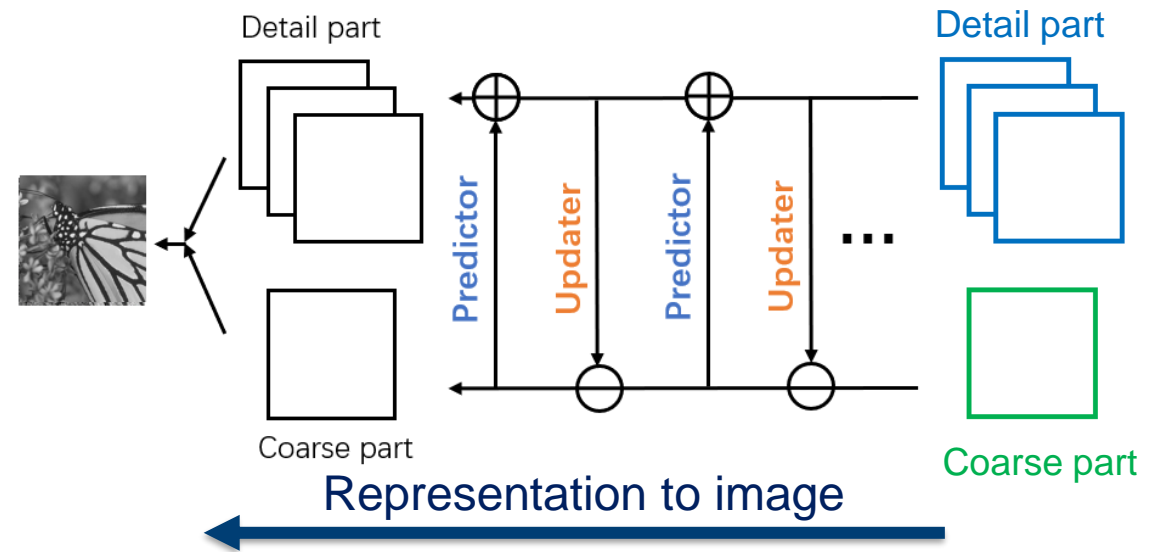 Detail part
Detail part
Predictor
Updater
Predictor
Updater
...
Coarse part
Coarse part
Representation to image